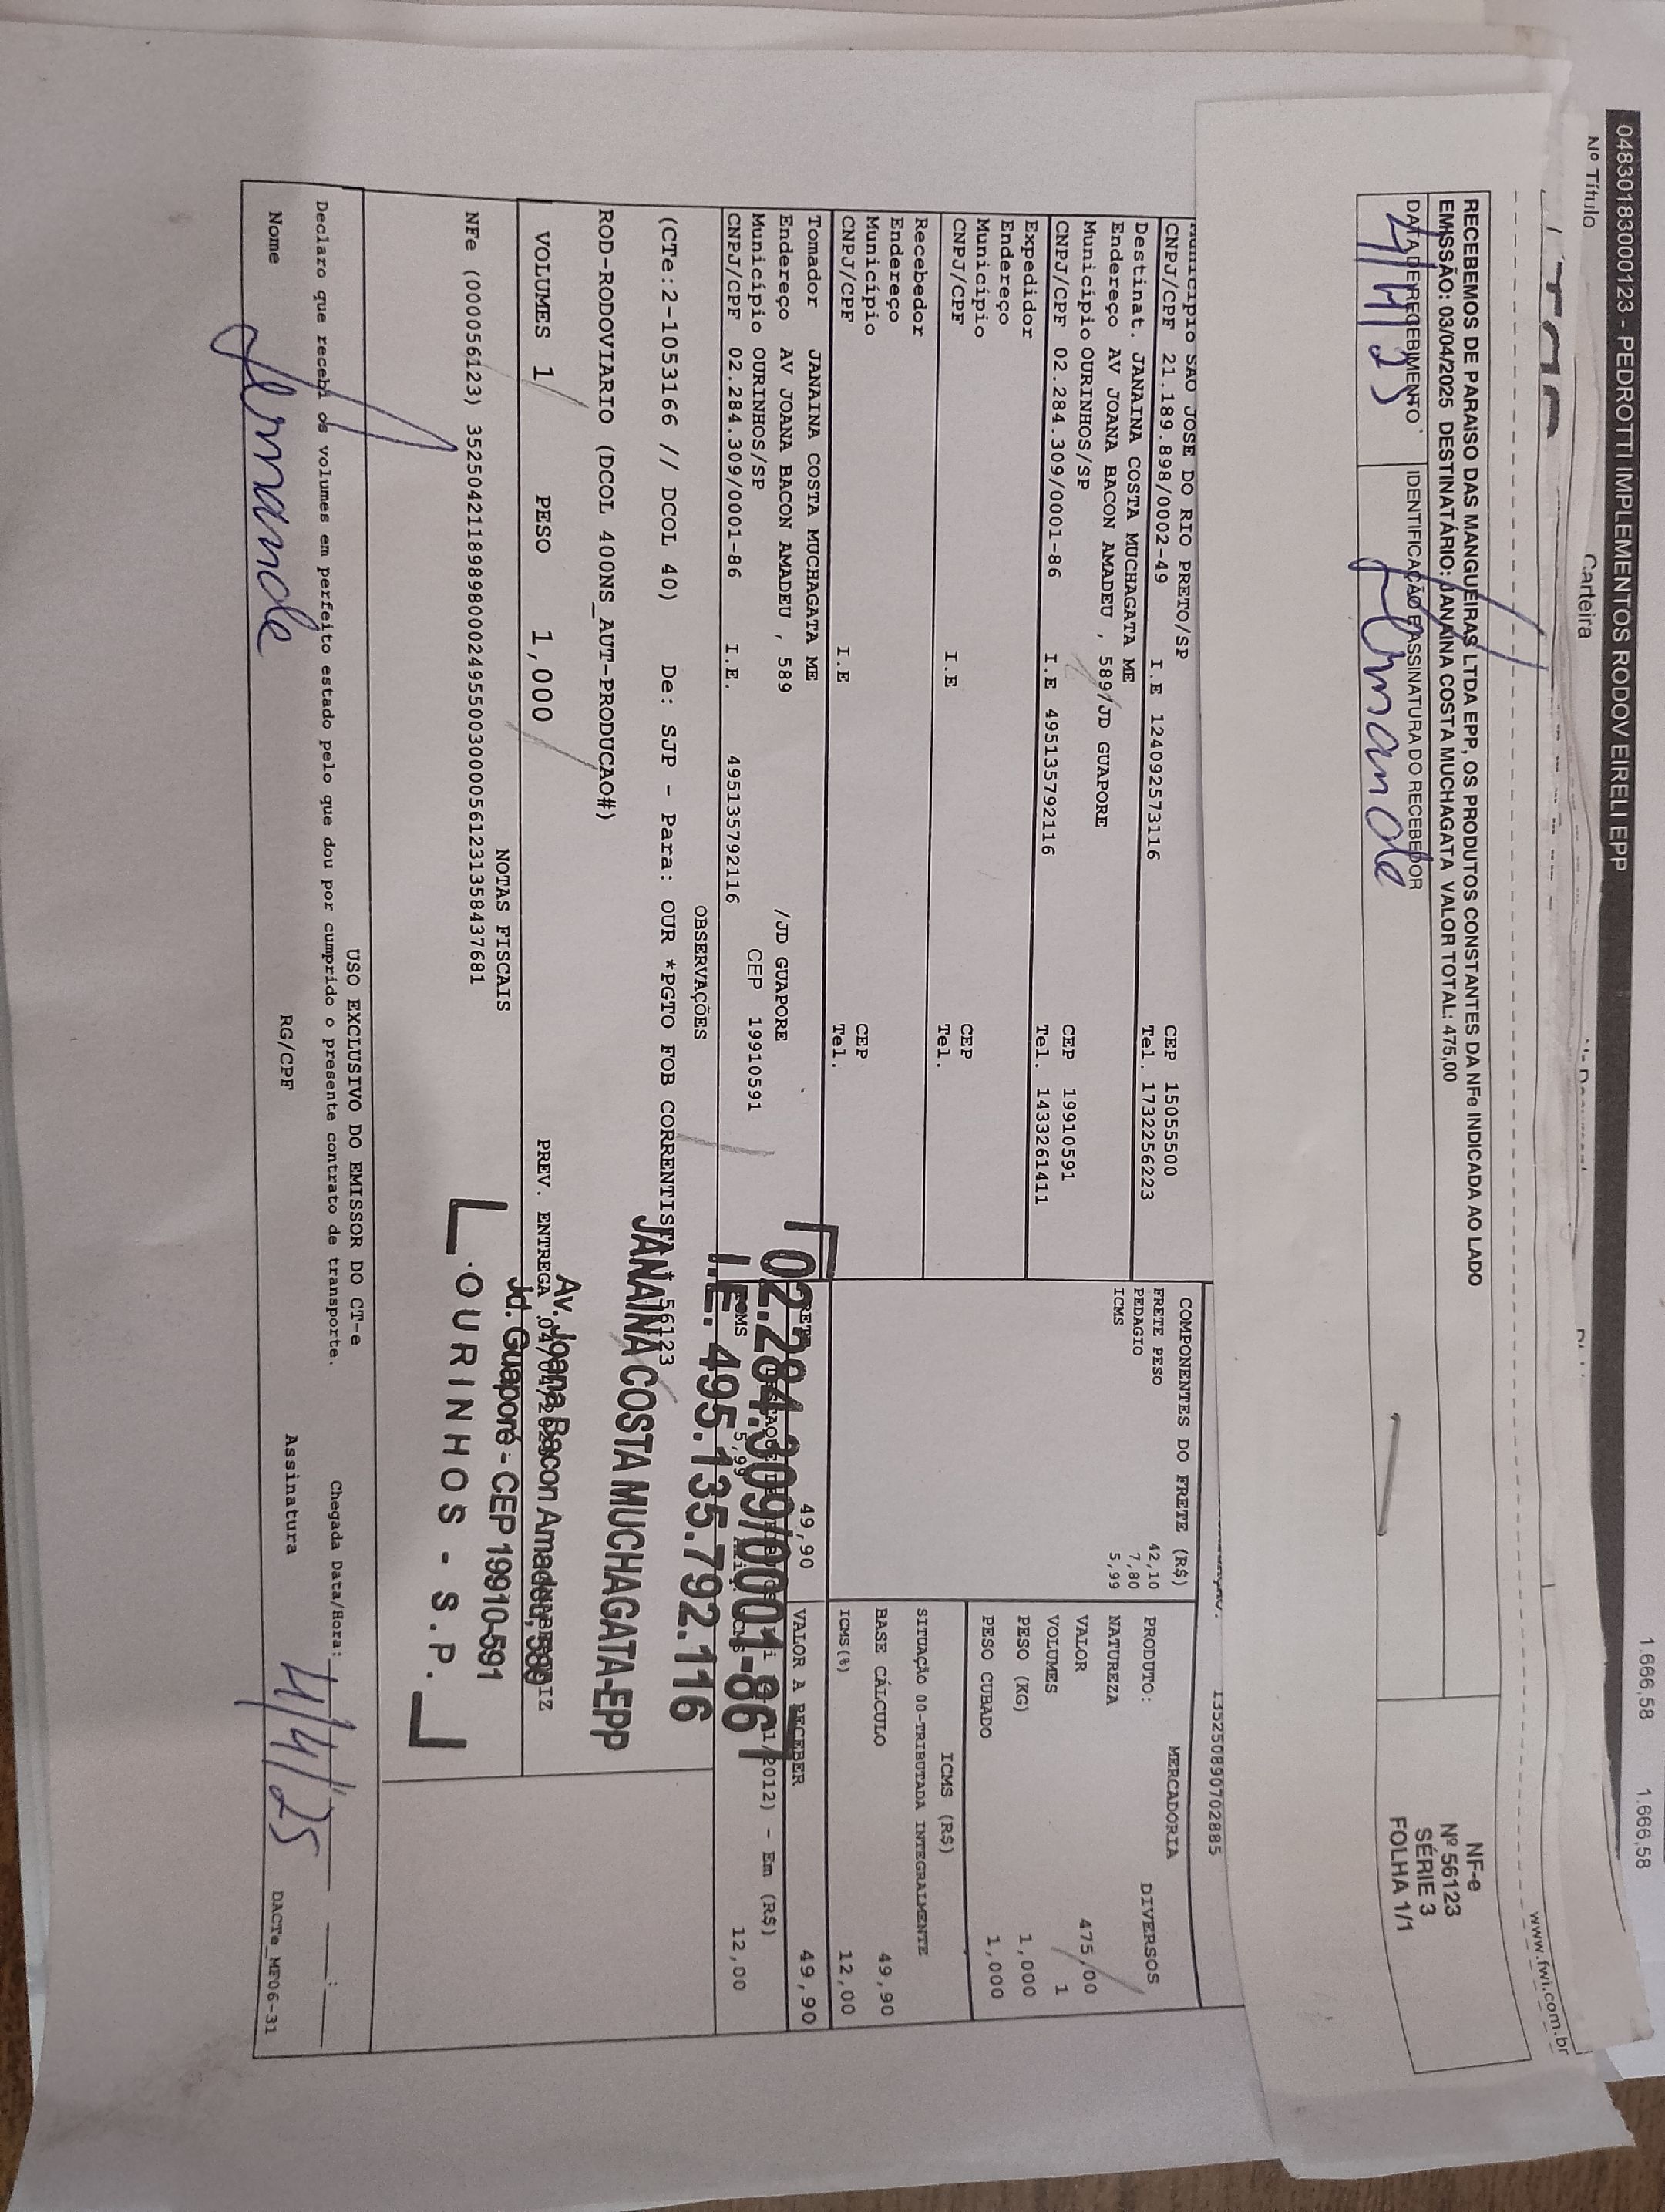 04830183000123 - PEDROTTI IMPLEMENTOS RODOV EIRELI EPP
1.666,58 1.666,58
Nº Título Carteira
www.fwi.com.br
RECEBEMOS DE PARAISO DAS MANGUEIRAS LTDA EPP, OS PRODUTOS CONSTANTES DA NFe INDICADA AO LADO
EMISSÃO: 03/04/2025 DESTINATÁRIO: JANAINA COSTA MUCHAGATA VALOR TOTAL: 475,00
DATA DE RECEBIMENTO IDENTIFICAÇÃO E ASSINATURA DO RECEBEDOR
4/4/25
NF-e
Nº 56123
SÉRIE 3
FOLHA 1/1
135250890702885
Município SAO JOSE DO RIO PRETO/SP CEP 15055500
CNPJ/CPF 21.189.898/0002-49 I.E 124092573116 Tel. 1732256223
Destinat. JANAINA COSTA MUCHAGATA ME
Endereço AV JOANA BACON AMADEU , 589/JD GUAPORE
Município OURINHOS/SP CEP 19910591
CNPJ/CPF 02.284.309/0001-86 I.E 495135792116 Tel. 1433261411
Expedidor
Endereço
Município CEP
CNPJ/CPF I.E Tel.
Recebedor
Endereço
Município CEP
CNPJ/CPF I.E Tel.
Tomador JANAINA COSTA MUCHAGATA ME
Endereço AV JOANA BACON AMADEU , 589 /JD GUAPORE
Município OURINHOS/SP CEP 19910591
CNPJ/CPF 02.284.309/0001-86 I.E. 495135792116
COMPONENTES DO FRETE (R$)
FRETE PESO 42,10
PEDAGIO 7,80
ICMS 5,99
MERCADORIA
PRODUTO: DIVERSOS
NATUREZA
VALOR 475,00
VOLUMES 1
PESO (KG) 1,000
PESO CUBADO 1,000
ICMS (R$)
SITUAÇÃO 00-TRIBUTADA INTEGRALMENTE
BASE CÁLCULO 49,90
ICMS(%) 12,00
49,90 VALOR A RECEBER 49,90
/2012) - Em (R$)
5,99 12,00
OBSERVAÇÕES
(CTe:2-1053166 // DCOL 40) De: SJP - Para: OUR *PGTO FOB CORRENTISTA* 56123
ROD-RODOVIARIO (DCOL 400NS_AUT-PRODUCAO#)
VOLUMES 1 PESO 1,000 PREV. ENTREGA
NOTAS FISCAIS
NFe (000056123) 35250421189898000249550030000561231358437681
02.284.309/0001-86
I.E. 495.135.792.116
JANAINA COSTA MUCHAGATA-EPP
Av. Joana Bacon Amadeu, 589
Jd. Guaporé - CEP 19910-591
OURINHOS - S.P.
USO EXCLUSIVO DO EMISSOR DO CT-e
Declaro que recebi os volumes em perfeito estado pelo que dou por cumprido o presente contrato de transporte. Chegada Data/Hora: 4/4/25
Nome RG/CPF Assinatura DACTe_MF06-31